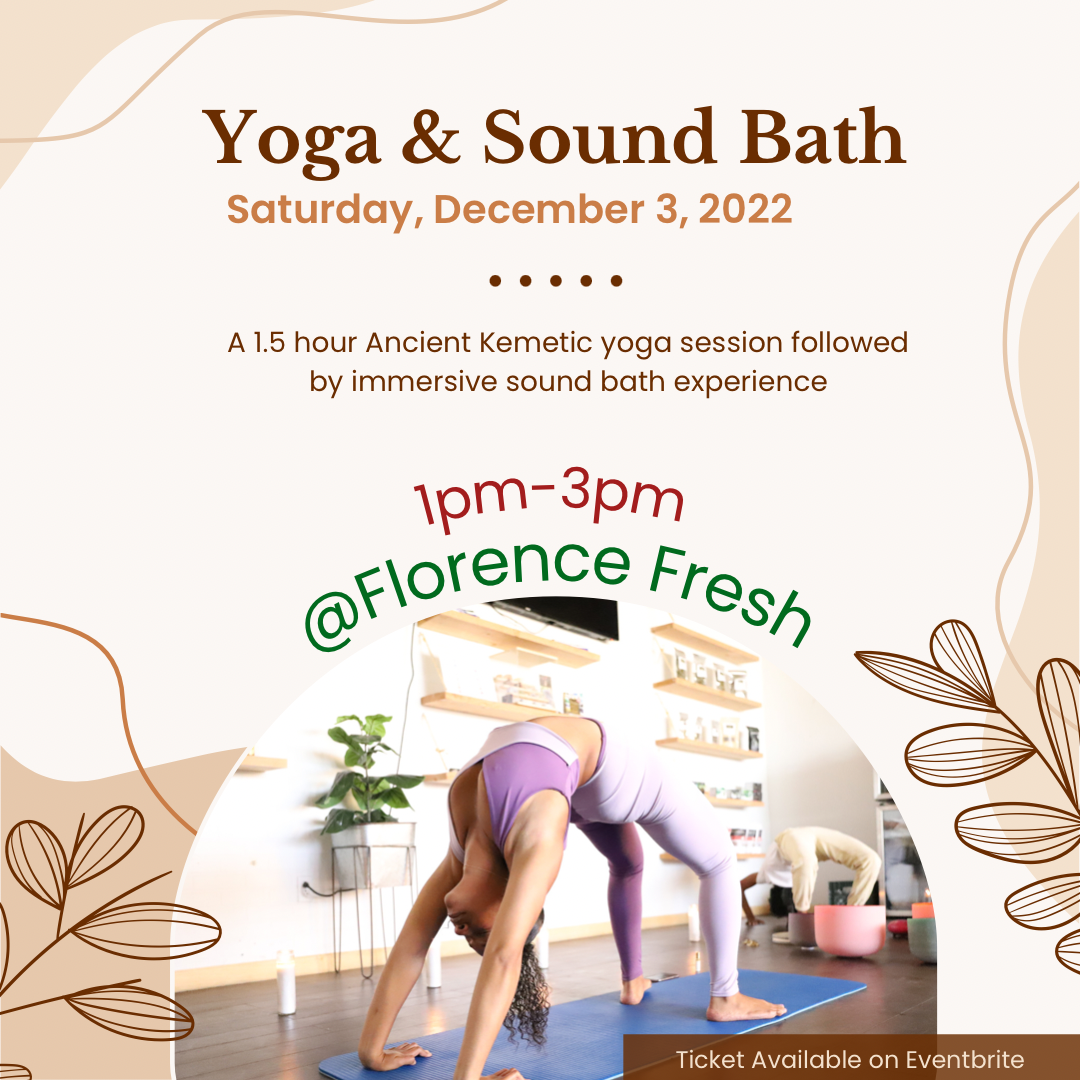 Yoga & Sound Bath
Saturday, December 3, 2022
A 1.5 hour Ancient Kemetic yoga session followed
by immersive sound bath experience
1pm-3pm
@Florence Fresh
Ticket Available on Eventbrite